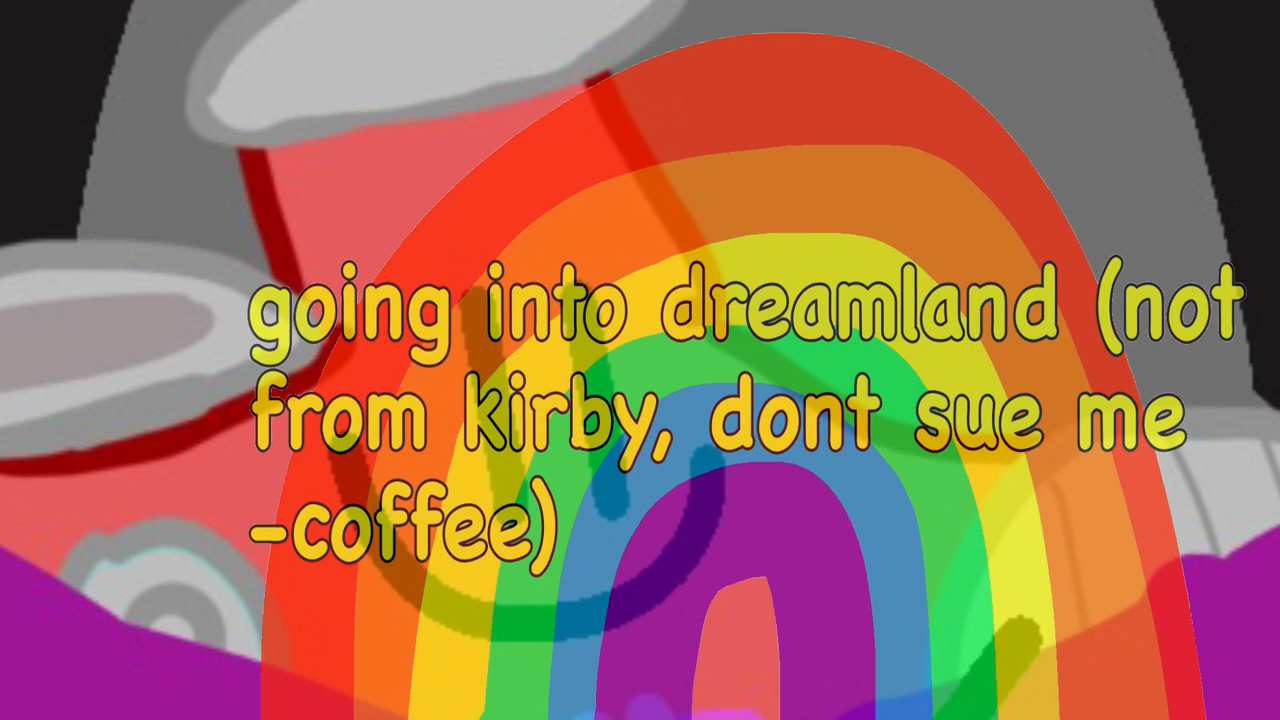 going into dreamland (not
from kirby, dont sue me
-coffee)